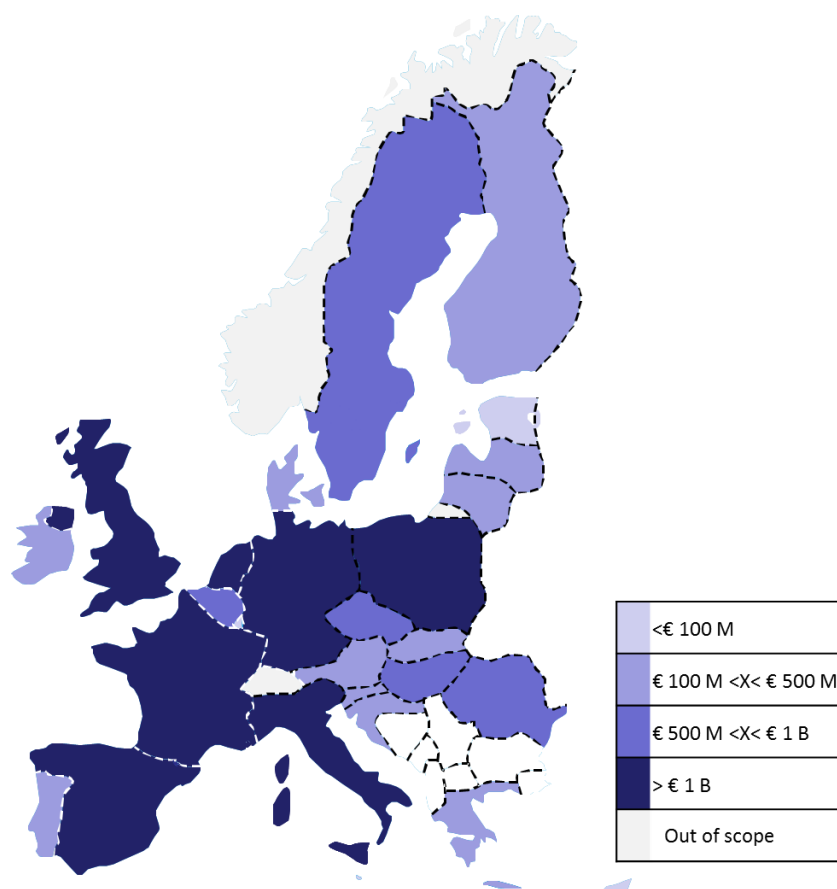 <€ 100 M
€ 100 M <X< € 500 M
€ 500 M <X< € 1 B
> € 1 B
Out of scope